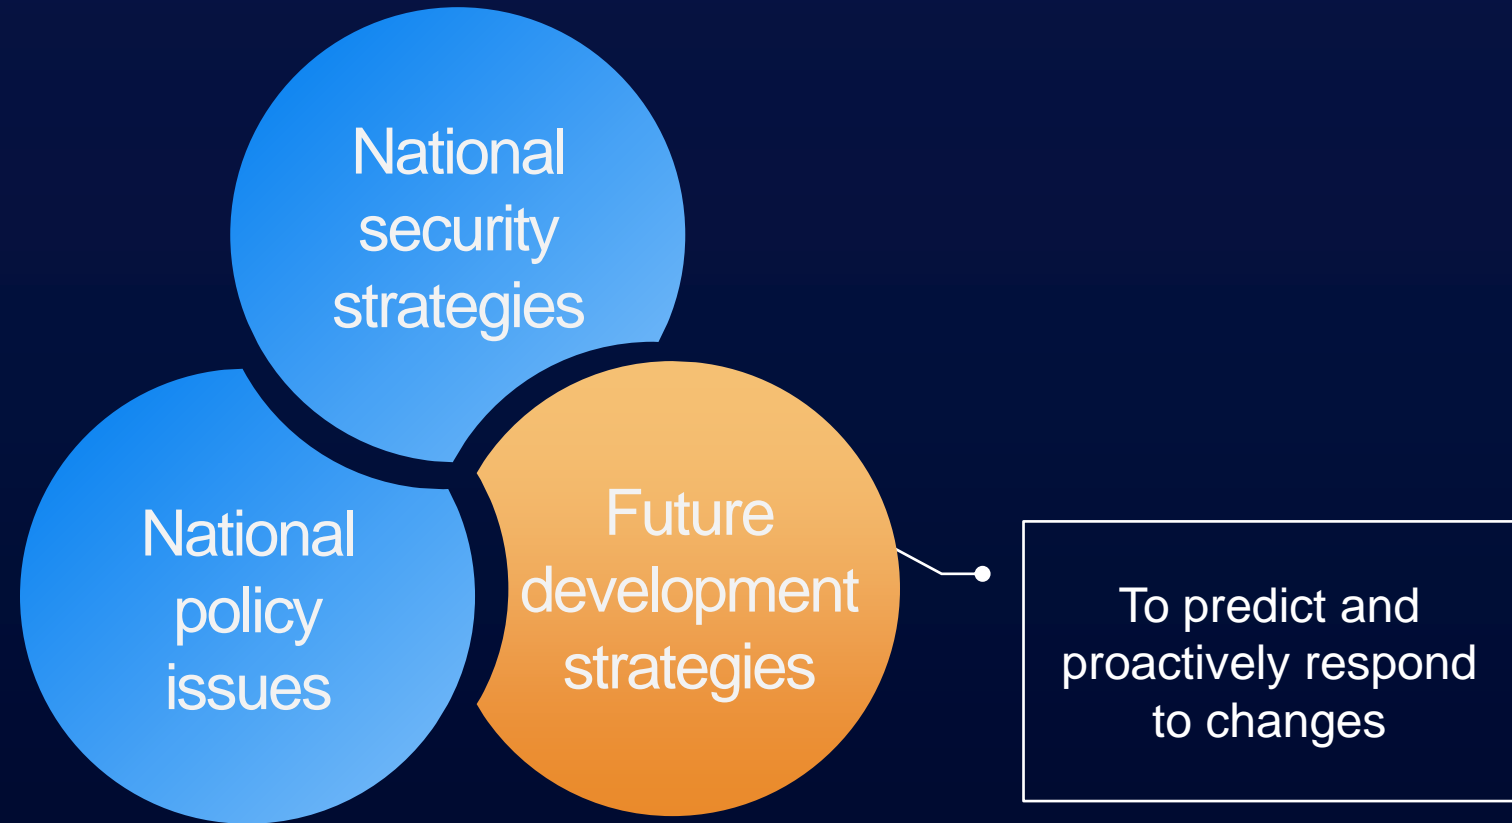 National
security
strategies
National
policy
issues
Future
development
strategies
To predict and
proactively respond
to changes